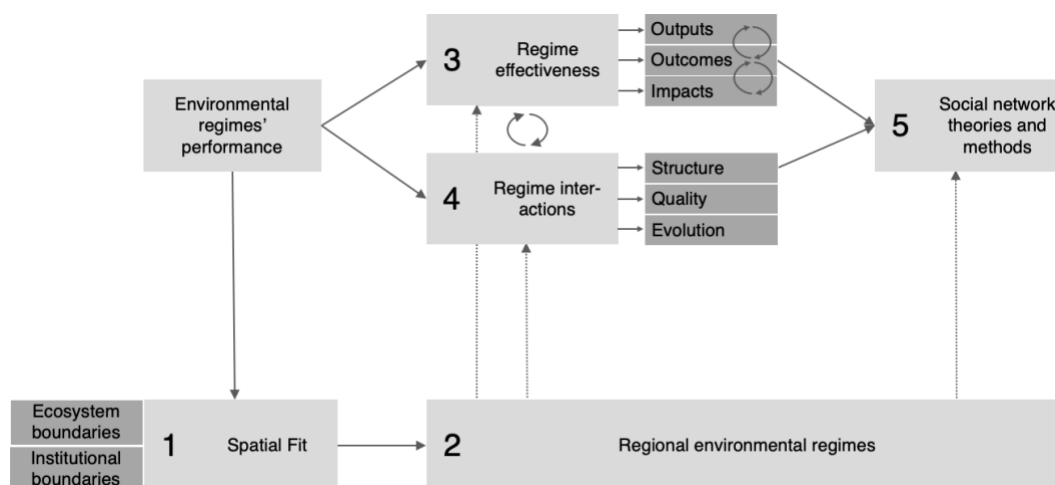 3
Regime
effectiveness
Outputs
Outcomes
Impacts
Environmental
regimes’
performance
5
Social network
theories and
methods
4
Regime inter-
actions
Structure
Quality
Evolution
Ecosystem
boundaries
Institutional
boundaries
1
Spatial Fit
2
Regional environmental regimes